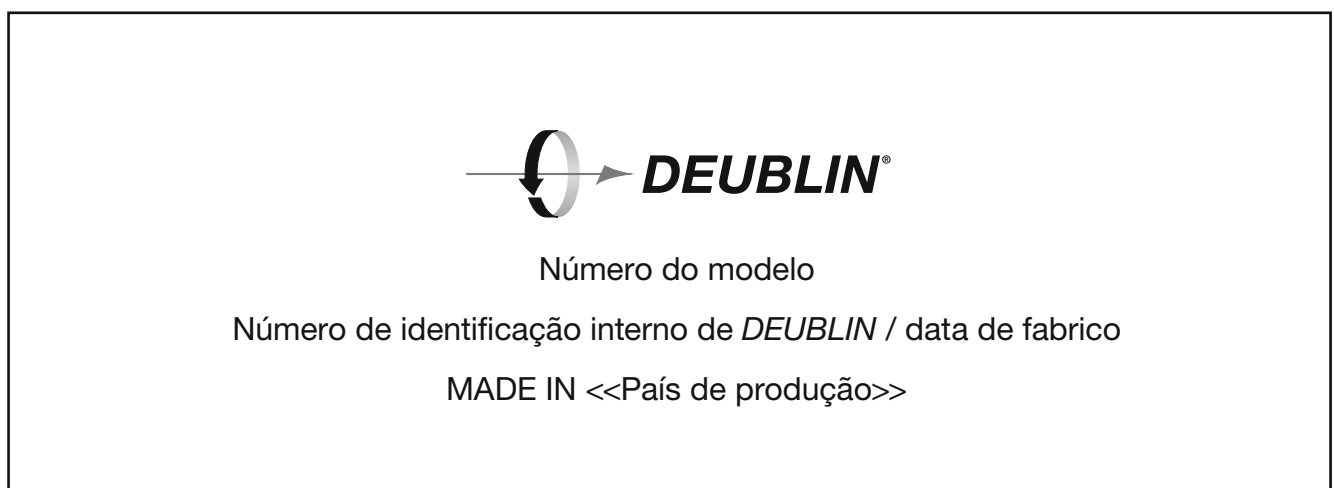 DEUBLIN®
Número do modelo
Número de identificação interno de DEUBLIN / data de fabrico
MADE IN <<País de produção>>